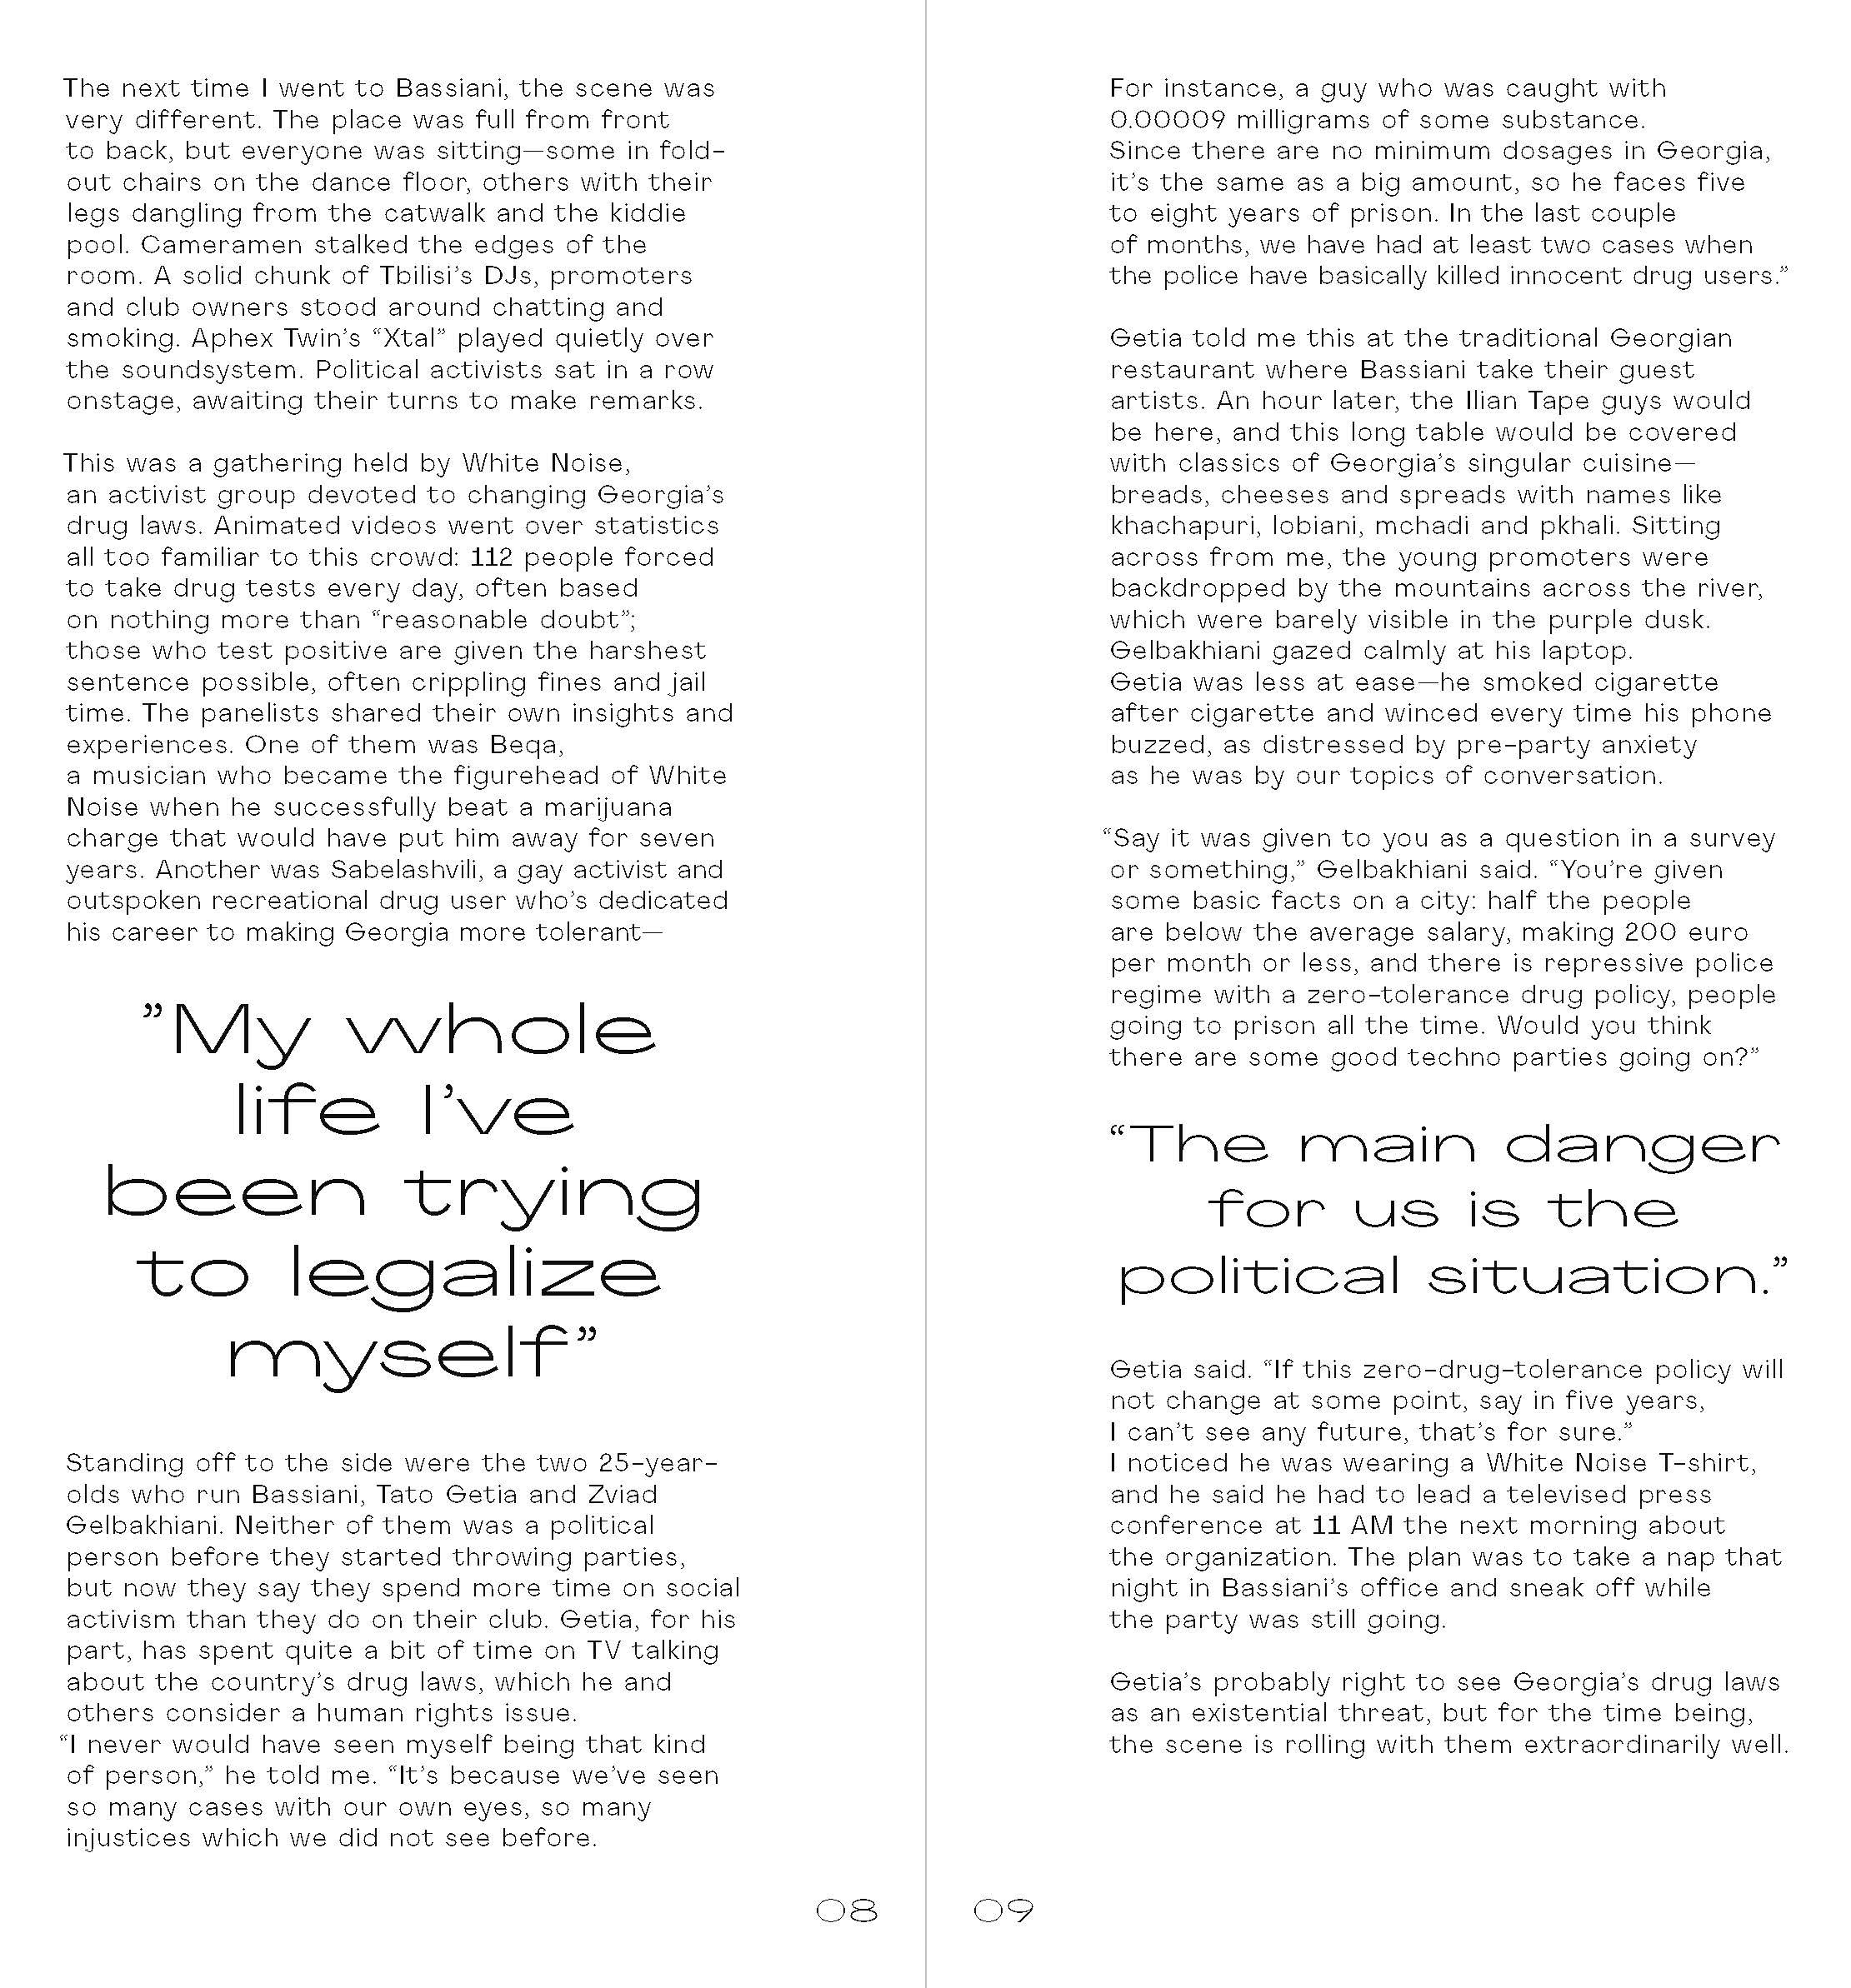 The next time I went to Bassiani, the scene was
very different. The place was full from front
to back, but everyone was sitting—some in fold-
out chairs on the dance floor, others with their
legs dangling from the catwalk and the kiddie
pool. Cameramen stalked the edges of the
room. A solid chunk of Tbilisi’s DJs, promoters
and club owners stood around chatting and
smoking. Aphex Twin’s “Xtal” played quietly over
the soundsystem. Political activists sat in a row
onstage, awaiting their turns to make remarks.

This was a gathering held by White Noise,
an activist group devoted to changing Georgia’s
drug laws. Animated videos went over statistics
all too familiar to this crowd: 112 people forced
to take drug tests every day, often based
on nothing more than “reasonable doubt”;
those who test positive are given the harshest
sentence possible, often crippling fines and jail
time. The panelists shared their own insights and
experiences. One of them was Beqa,
a musician who became the figurehead of White
Noise when he successfully beat a marijuana
charge that would have put him away for seven
years. Another was Sabelashvili, a gay activist and
outspoken recreational drug user who’s dedicated
his career to making Georgia more tolerant—

”My whole
life I’ve
been trying
to legalize
myself”

Standing off to the side were the two 25-year-
olds who run Bassiani, Tato Getia and Zviad
Gelbakhiani. Neither of them was a political
person before they started throwing parties,
but now they say they spend more time on social
activism than they do on their club. Getia, for his
part, has spent quite a bit of time on TV talking
about the country’s drug laws, which he and
others consider a human rights issue.
“I never would have seen myself being that kind
of person,” he told me. “It’s because we’ve seen
so many cases with our own eyes, so many
injustices which we did not see before.

08

For instance, a guy who was caught with
0.00009 milligrams of some substance.
Since there are no minimum dosages in Georgia,
it’s the same as a big amount, so he faces five
to eight years of prison. In the last couple
of months, we have had at least two cases when
the police have basically killed innocent drug users.”

Getia told me this at the traditional Georgian
restaurant where Bassiani take their guest
artists. An hour later, the Ilian Tape guys would
be here, and this long table would be covered
with classics of Georgia’s singular cuisine—
breads, cheeses and spreads with names like
khachapuri, lobiani, mchadi and pkhali. Sitting
across from me, the young promoters were
backdropped by the mountains across the river,
which were barely visible in the purple dusk.
Gelbakhiani gazed calmly at his laptop.
Getia was less at ease—he smoked cigarette
after cigarette and winced every time his phone
buzzed, as distressed by pre-party anxiety
as he was by our topics of conversation.

“Say it was given to you as a question in a survey
or something,” Gelbakhiani said. “You’re given
some basic facts on a city: half the people
are below the average salary, making 200 euro
per month or less, and there is repressive police
regime with a zero-tolerance drug policy, people
going to prison all the time. Would you think
there are some good techno parties going on?”

“The main danger
for us is the
political situation.”

Getia said. “If this zero-drug-tolerance policy will
not change at some point, say in five years,
I can’t see any future, that’s for sure.”
I noticed he was wearing a White Noise T-shirt,
and he said he had to lead a televised press
conference at 11 AM the next morning about
the organization. The plan was to take a nap that
night in Bassiani’s office and sneak off while
the party was still going.

Getia’s probably right to see Georgia’s drug laws
as an existential threat, but for the time being,
the scene is rolling with them extraordinarily well.

09